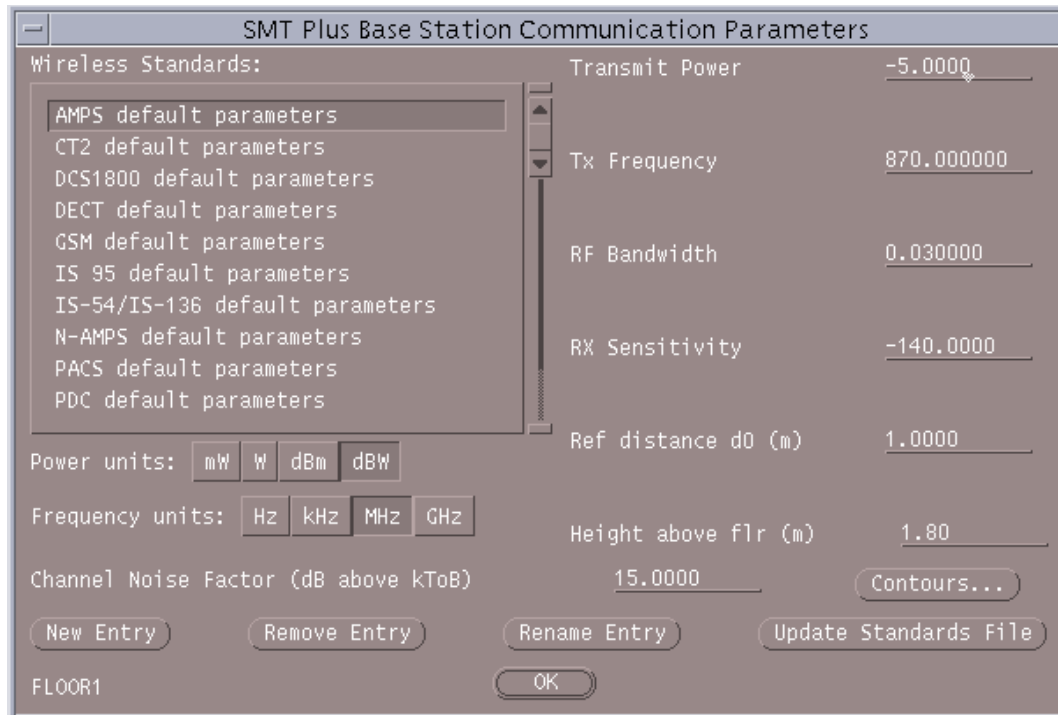 SMT Plus Base Station Communication Parameters
Wireless Standards:
AMPS default parameters
CT2 default parameters
DCS1800 default parameters
DECT default parameters
GSM default parameters
IS 95 default parameters
IS-54/IS-136 default parameters
N-AMPS default parameters
PACS default parameters
PDC default parameters
Transmit Power -5.0000
Tx Frequency 870.000000
RF Bandwidth 0.030000
RX Sensitivity -140.0000
Ref distance d0 (m) 1.0000
Height above flr (m) 1.80
Power units: mW W dBm dBW
Frequency units: Hz kHz MHz GHz
Channel Noise Factor (dB above kToB) 15.0000 Contours...
New Entry Remove Entry Rename Entry Update Standards File
FLOOR1 OK